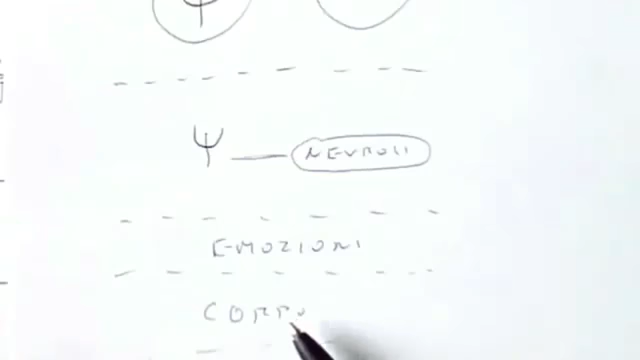 Ψ
Ψ — NEVROSI
EMOZIONI
CORPO